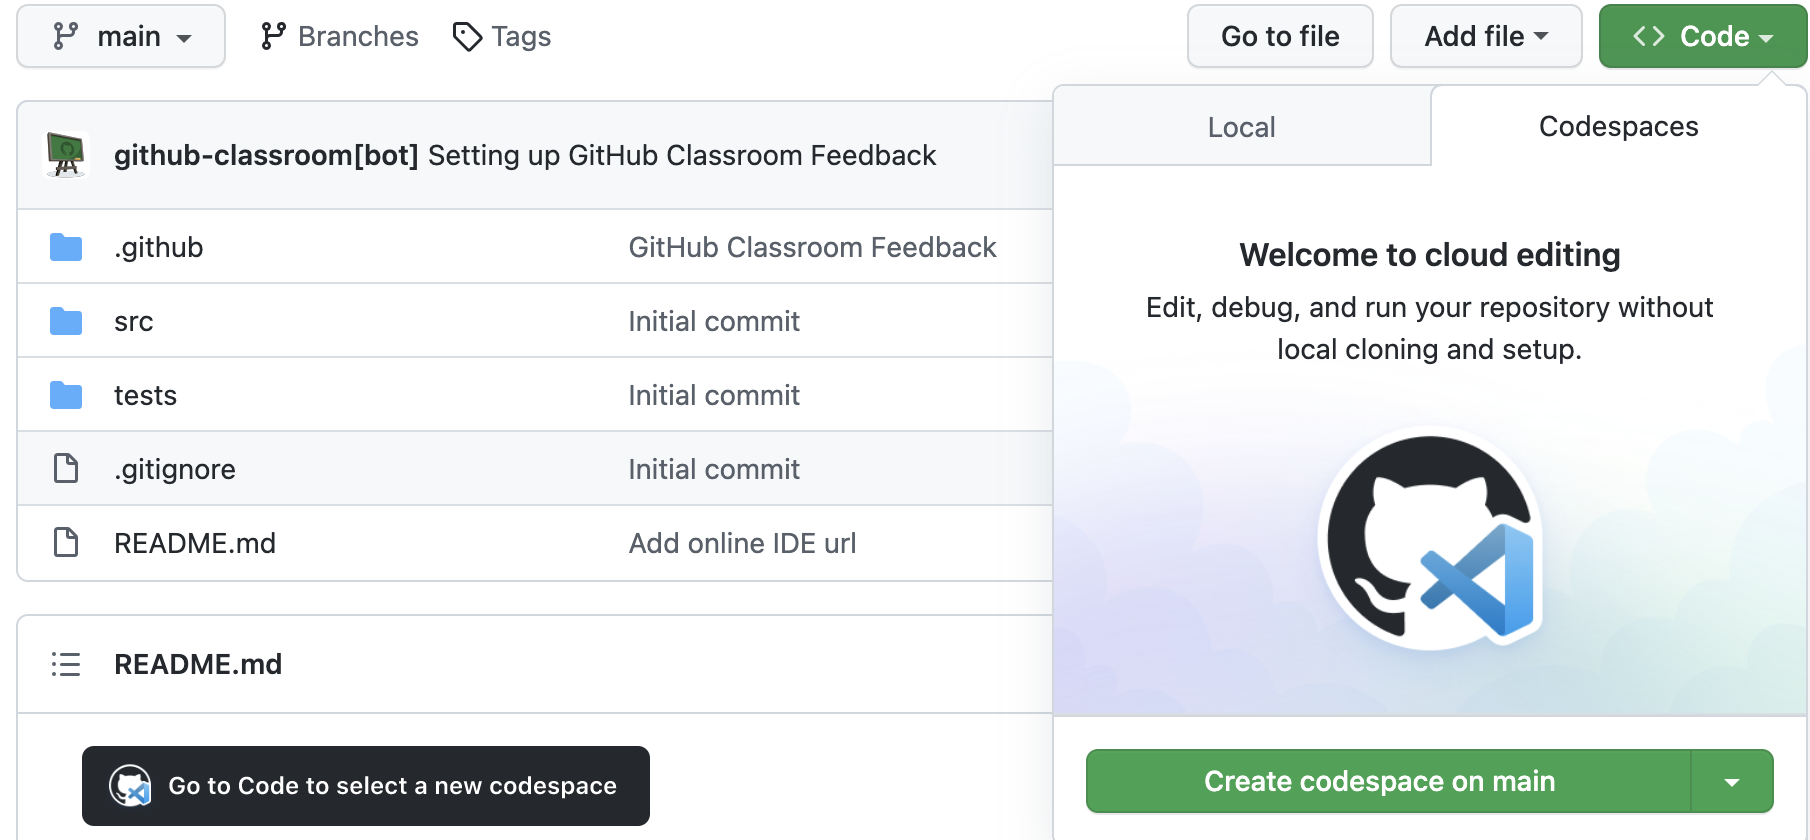 main Branches Tags Go to file Add file Code
Local Codespaces
github-classroom[bot] Setting up GitHub Classroom Feedback
.github GitHub Classroom Feedback
src Initial commit
tests Initial commit
.gitignore Initial commit
README.md Add online IDE url
Welcome to cloud editing
Edit, debug, and run your repository without
local cloning and setup.
README.md
Go to Code to select a new codespace
Create codespace on main